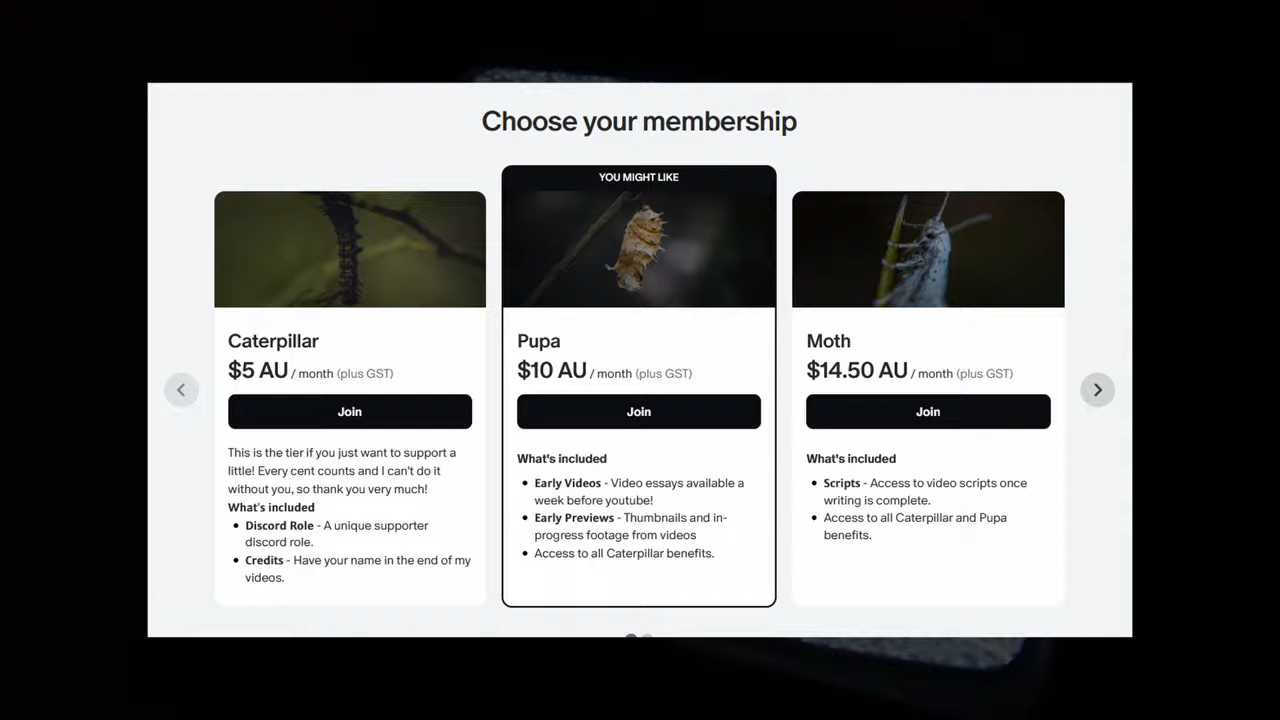 Choose your membership
Caterpillar
$5 AU / month (plus GST)
Join
This is the tier if you just want to support a
little! Every cent counts and I can't do it
without you, so thank you very much!
What's included
• Discord Role - A unique supporter
discord role.
• Credits - Have your name in the end of my
videos.
YOU MIGHT LIKE
Pupa
$10 AU / month (plus GST)
Join
What's included
• Early Videos - Video essays available a
week before youtube!
• Early Previews - Thumbnails and in-
progress footage from videos
• Access to all Caterpillar benefits.
Moth
$14.50 AU / month (plus GST)
Join
What's included
• Scripts - Access to video scripts once
writing is complete.
• Access to all Caterpillar and Pupa
benefits.